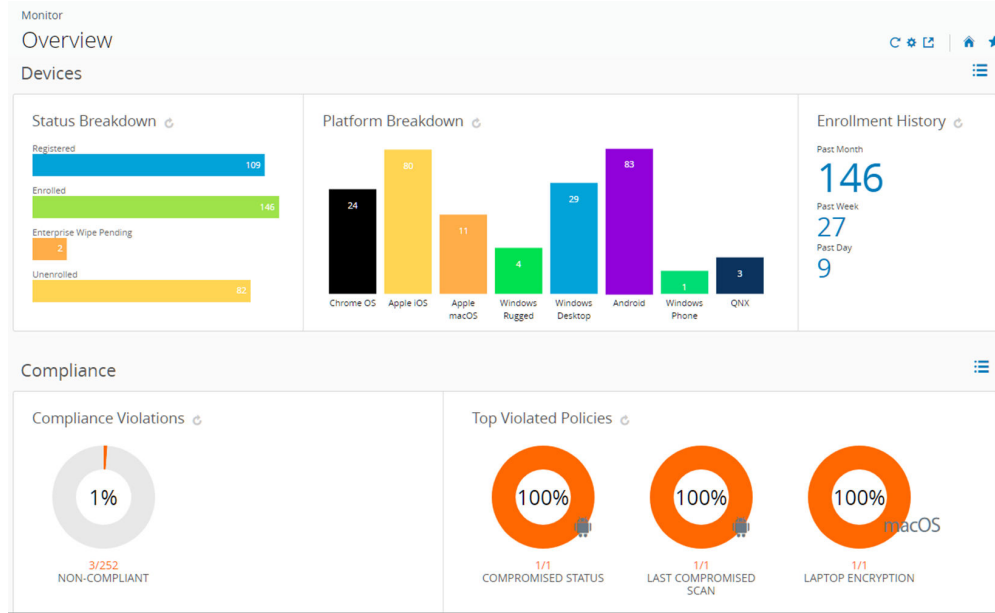 Monitor
Overview
Devices
Status Breakdown
Registered
109
Enrolled
146
Enterprise Wipe Pending
2
Unenrolled
82
Platform Breakdown
24
80
11
4
29
83
1
3
Chrome OS
Apple iOS
Apple
macOS
Windows
Rugged
Windows
Desktop
Android
Windows
Phone
QNX
Enrollment History
Past Month
146
Past Week
27
Past Day
9
Compliance
Compliance Violations
1%
3/252
NON-COMPLIANT
Top Violated Policies
100%
1/1
COMPROMISED STATUS
100%
1/1
LAST COMPROMISED
SCAN
100%
macOS
1/1
LAPTOP ENCRYPTION